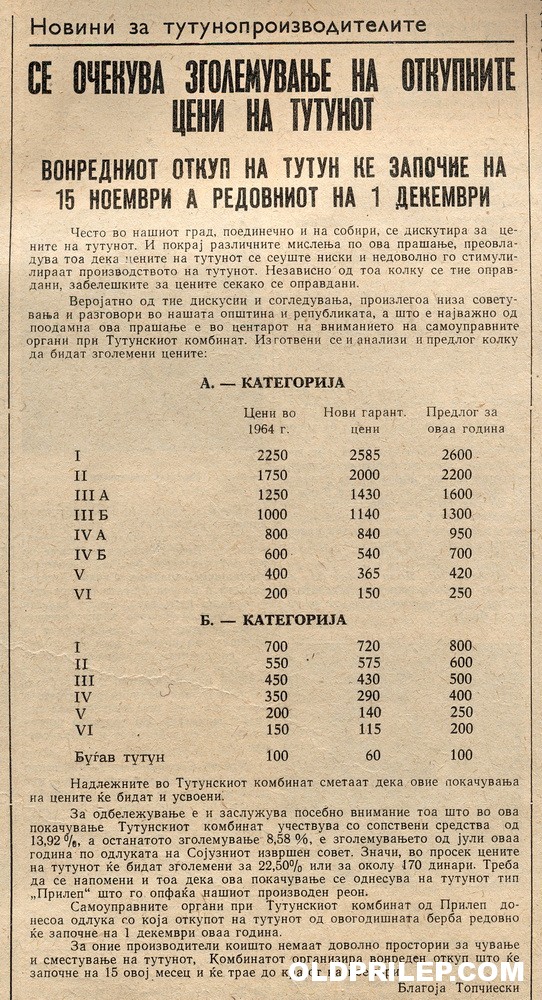 Новини за тутунопроизводителите
СЕ ОЧЕКУВА ЗГОЛЕМУВАЊЕ НА ОТКУПНИТЕ
ЦЕНИ НА ТУТУНОТ
ВОНРЕДНИОТ ОТКУП НА ТУТУН КЕ ЗАПОЧНЕ НА
15 НОЕМВРИ А РЕДОВНИОТ НА 1 ДЕКЕМВРИ
Често во нашиот град, поединечно и на собири, се дискутира за це-
ните на тутунот. И покрај различните мислења по ова прашање, преовла-
дува тоа дека цените на тутунот се сеуште ниски и недоволно го стимули-
лираат производството на тутунот. Независно од тоа колку се тие оправ-
дани, забелешките за цените секако се оправдани.
Веројатно од тие дискусии и согледувања, произлегоа низа совету-
вања и разговори во нашата општина и републиката, а што е најважно од
поодамна ова прашање е во центарот на вниманието на самоуправните
органи при Тутунскиот комбинат. Изготвени се и анализи и предлог колку
да бидат зголемени цените:
А. — КАТЕГОРИЈА
Цени во Нови гарант. Предлог за
1964 г. цени оваа година
I 2250 2585 2600
II 1750 2000 2200
III А 1250 1430 1600
III Б 1000 1140 1300
IV А 800 840 950
IV Б 600 540 700
V 400 365 420
VI 200 150 250
Б. — КАТЕГОРИЈА
I 700 720 800
II 550 575 600
III 450 430 500
IV 350 290 400
V 200 140 250
VI 150 115 200
Буѓав тутун 100 60 100
Надлежните во Тутунскиот комбинат сметаат дека овие покачувања
на цените ќе бидат и усвоени.
За одбележување е и заслужува посебно внимание тоа што во ова
покачување Тутунскиот комбинат учествува со сопствени средства од
13,92 %, а останатото зголемување 8,58 %, е зголемувањето од јули оваа
година по одлуката на Сојузниот извршен совет. Значи, во просек цените
на тутунот ќе бидат зголемени за 22,50% или за околу 170 динари. Треба
да се напомени и тоа дека ова покачување се однесува на тутунот тип
„Прилеп” што го опфаќа нашиот производен реон.
Самоуправните органи при Тутунскиот комбинат од Прилеп до-
несоа одлука со која откупот на тутунот од овогодишната берба редовно
ќе започне на 1 декември оваа година.
За оние производители коишто немаат доволно простории за чување
и сместување на тутунот, Комбинатот организира вонреден откуп што ќе
започне на 15 овој месец и ќе трае до
Благоја Топчиески
OLDPRILEP.COM